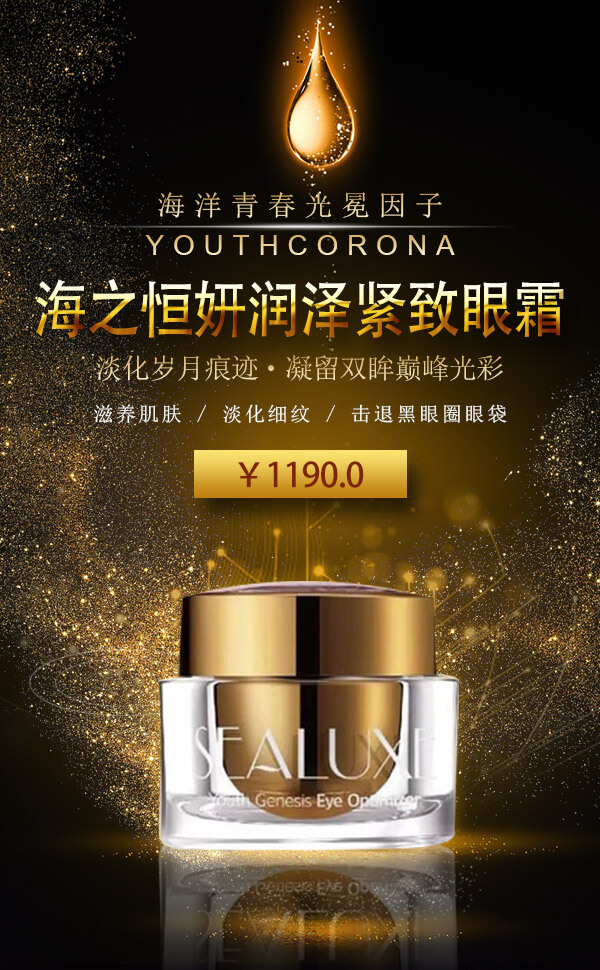 海洋青春光冕因子
YOUTHCORONA
海之恒妍润泽紧致眼霜
淡化岁月痕迹·凝留双眸巅峰光彩
滋养肌肤 / 淡化细纹 / 击退黑眼圈眼袋
￥1190.0
SEALUXE
Youth Genesis Eye Optimizer